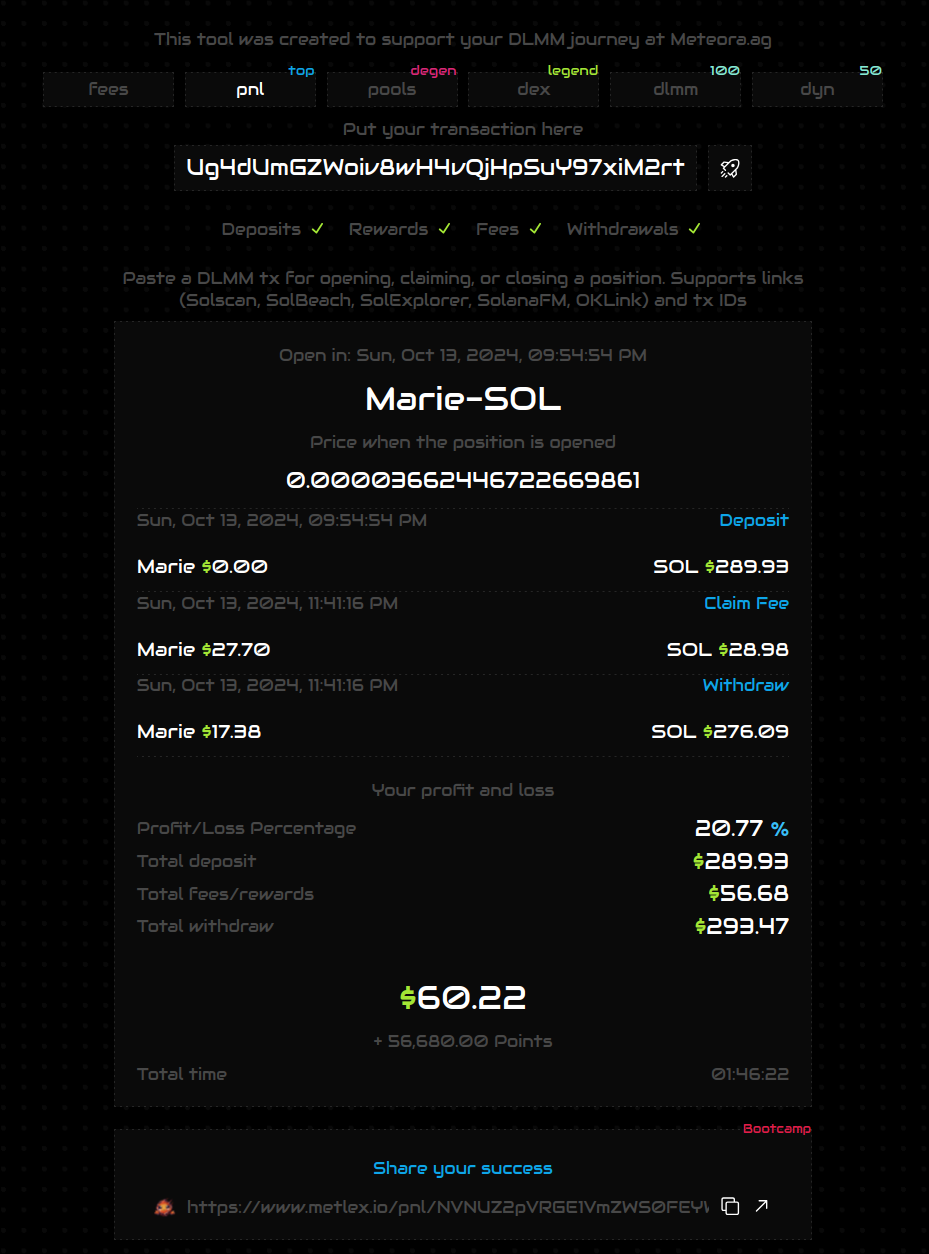 This tool was created to support your DLMM journey at Meteora.ag
top degen legend 100 50
fees pnl pools dex dlmm dyn
Put your transaction here
Ug4dUmGZWoiv8wH4vQjHpSuY97xiM2rt
Deposits ✓ Rewards ✓ Fees ✓ Withdrawals ✓
Paste a DLMM tx for opening, claiming, or closing a position. Supports links
(Solscan, SolBeach, SolExplorer, SolanaFM, OKLink) and tx IDs
Open in: Sun, Oct 13, 2024, 09:54:54 PM
Marie-SOL
Price when the position is opened
0.00003662446722669861
Sun, Oct 13, 2024, 09:54:54 PM Deposit
Marie $0.00 SOL $289.93
Sun, Oct 13, 2024, 11:41:16 PM Claim Fee
Marie $27.70 SOL $28.98
Sun, Oct 13, 2024, 11:41:16 PM Withdraw
Marie $17.38 SOL $276.09
Your profit and loss
Profit/Loss Percentage 20.77 %
Total deposit $289.93
Total fees/rewards $56.68
Total withdraw $293.47
$60.22
+ 56,680.00 Points
Total time 01:46:22
Bootcamp
Share your success
https://www.metlex.io/pnl/NVNUZ2pVRGE1VmZWS0FEY